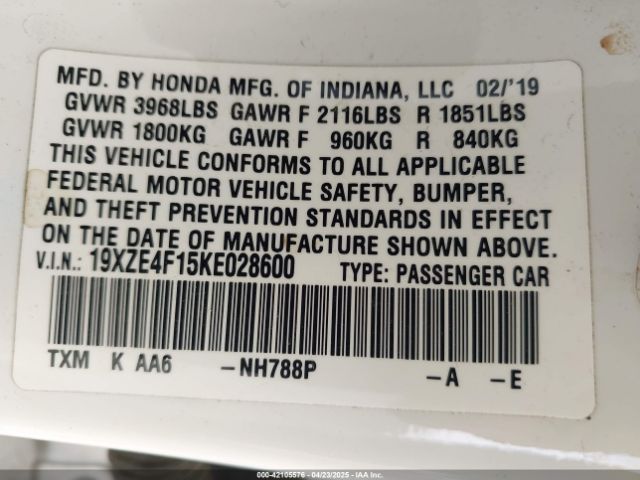 MFD. BY HONDA MFG. OF INDIANA, LLC 02/'19
GVWR 3968LBS GAWR F 2116LBS R 1851LBS
GVWR 1800KG GAWR F 960KG R 840KG
THIS VEHICLE CONFORMS TO ALL APPLICABLE
FEDERAL MOTOR VEHICLE SAFETY, BUMPER,
AND THEFT PREVENTION STANDARDS IN EFFECT
ON THE DATE OF MANUFACTURE SHOWN ABOVE.
V.I.N.: 19XZE4F15KE028600 TYPE: PASSENGER CAR
TXM K AA6 –NH788P –A –E
000-42105576 - 04/23/2025 - IAA Inc.